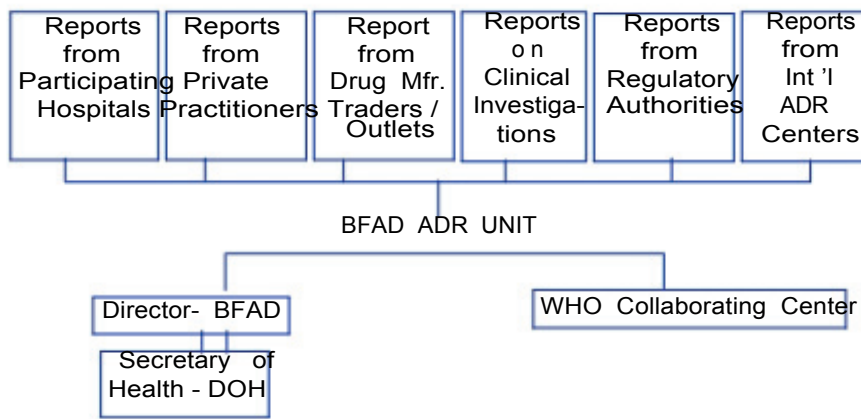 Reports
from
Participating
Hospitals
Reports
from
Private
Practitioners
Report
from
Drug Mfr.
Traders /
Outlets
Reports
o n
Clinical
Investiga-
tions
Reports
from
Regulatory
Authorities
Reports
from
Int 'l
ADR
Centers
BFAD ADR UNIT
Director- BFAD
WHO Collaborating Center
Secretary of
Health - DOH